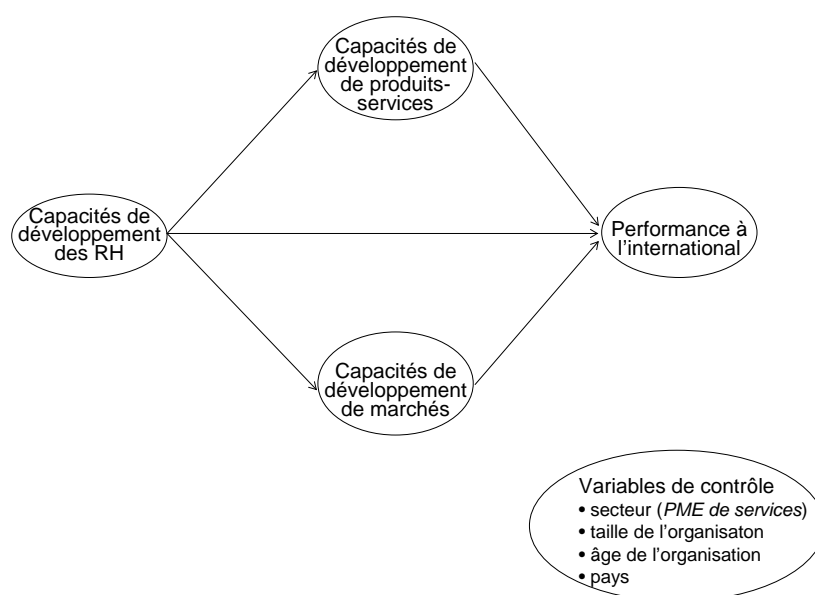 Capacités de
développement
de produits-
services
Capacités de
développement
des RH
Performance à
l'international
Capacités de
développement
de marchés
Variables de contrôle
• secteur (PME de services)
• taille de l'organisaton
• âge de l'organisation
• pays